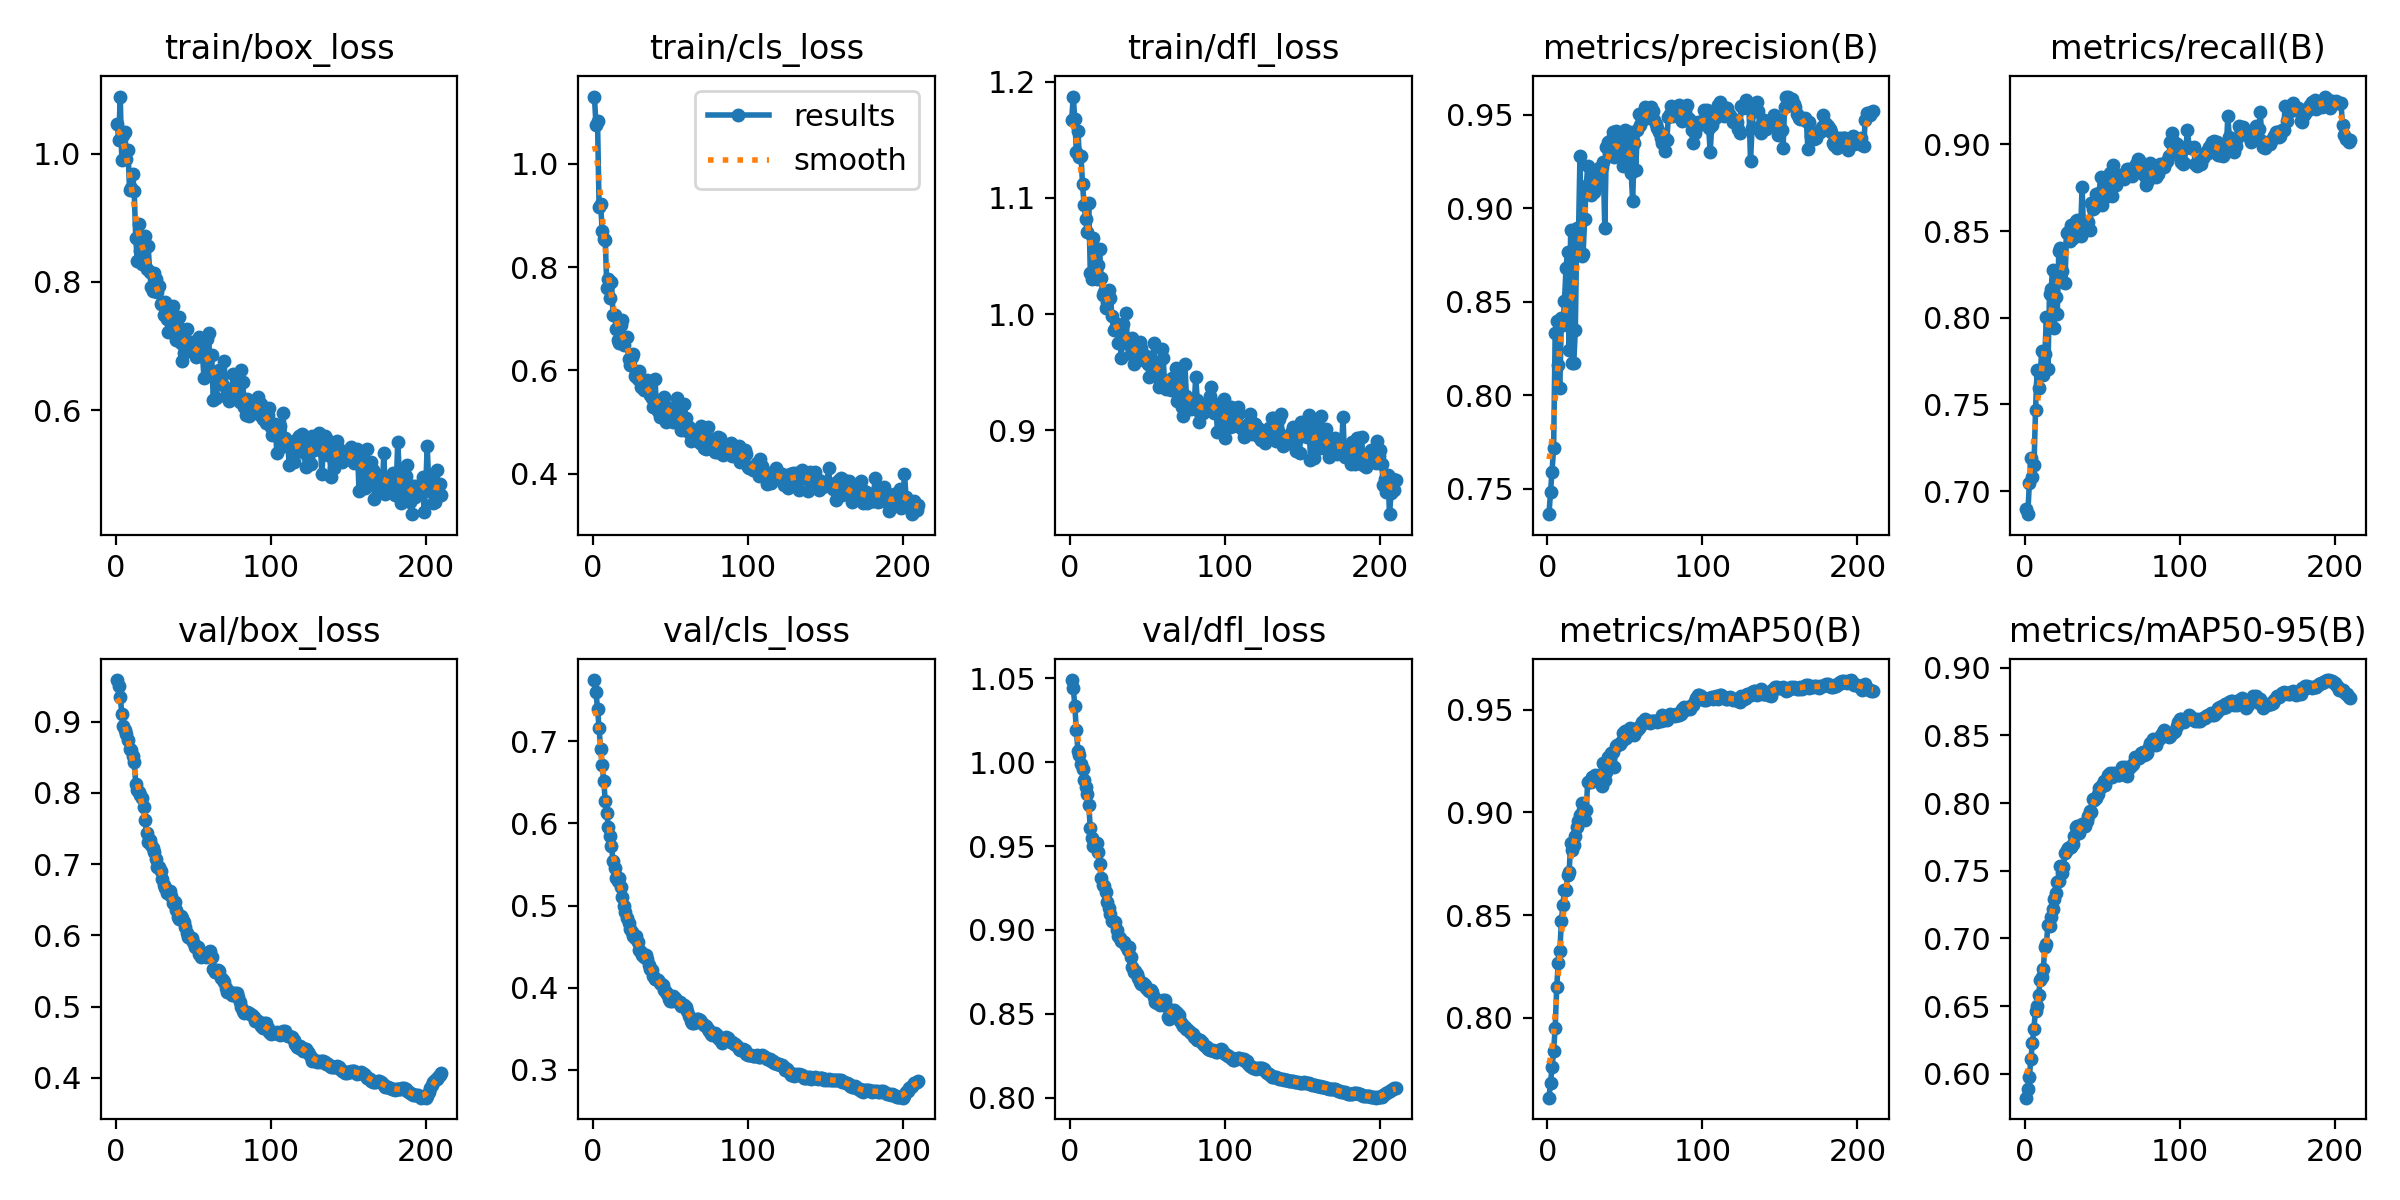 train/box_loss
train/cls_loss
train/dfl_loss
metrics/precision(B)
metrics/recall(B)
1.0
0.8
0.6
0 100 200
results
smooth
1.0
0.8
0.6
0.4
0 100 200
1.2
1.1
1.0
0.9
0 100 200
0.95
0.90
0.85
0.80
0.75
0 100 200
0.90
0.85
0.80
0.75
0.70
0 100 200
val/box_loss
val/cls_loss
val/dfl_loss
metrics/mAP50(B)
metrics/mAP50-95(B)
0.9
0.8
0.7
0.6
0.5
0.4
0 100 200
0.7
0.6
0.5
0.4
0.3
0 100 200
1.05
1.00
0.95
0.90
0.85
0.80
0 100 200
0.95
0.90
0.85
0.80
0 100 200
0.90
0.85
0.80
0.75
0.70
0.65
0.60
0 100 200